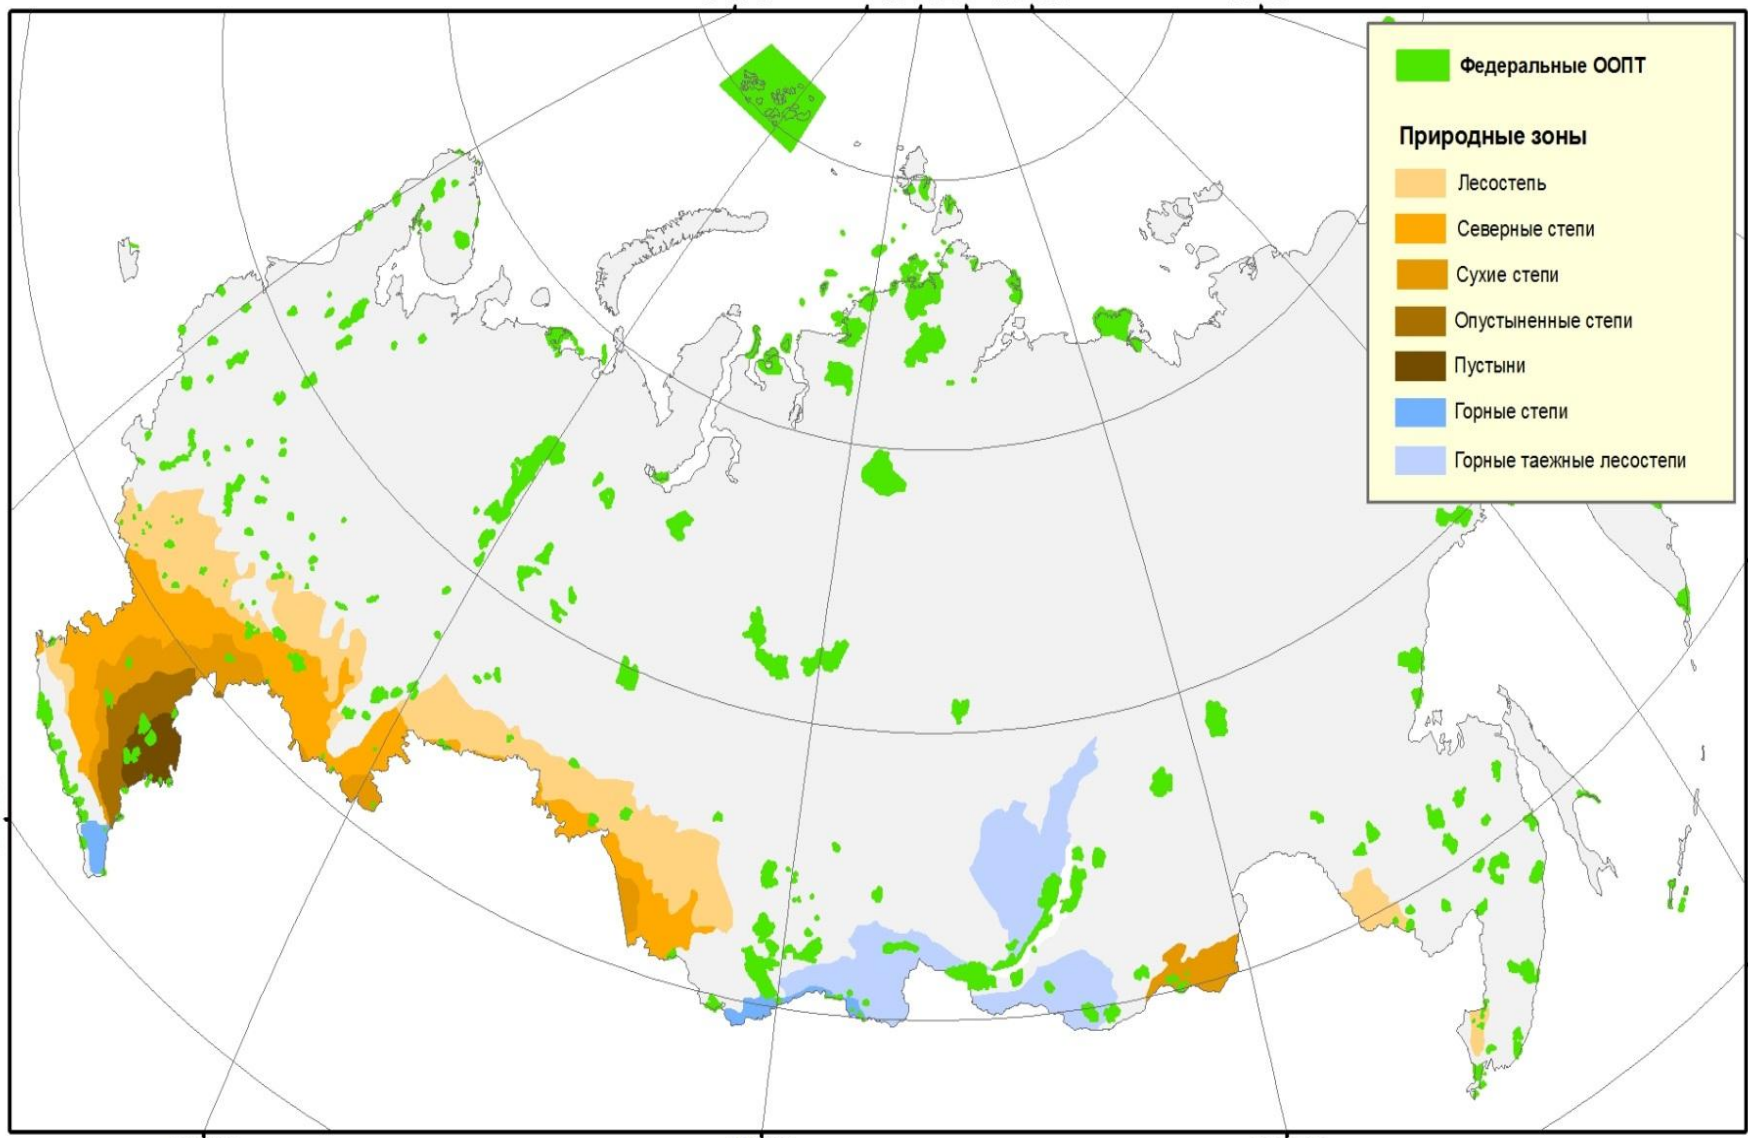 Федеральные ООПТ
Природные зоны
Лесостепь
Северные степи
Сухие степи
Опустыненные степи
Пустыни
Горные степи
Горные таежные лесостепи